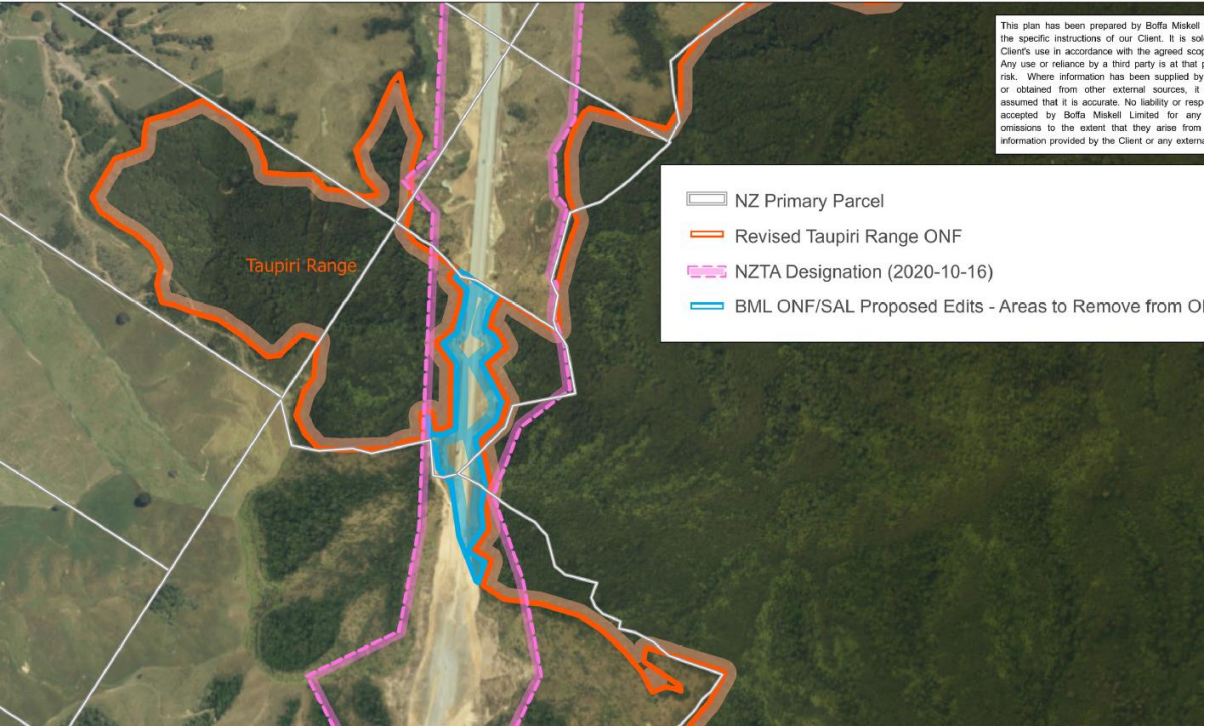 This plan has been prepared by Boffa Miskell
the specific instructions of our Client. It is
Client's use in accordance with the agreed
Any use or reliance by a third party is at that
risk. Where information has been supplied by
or obtained from other external sources, it
assumed that it is accurate. No liability or
accepted by Boffa Miskell Limited for any
omissions to the extent that they arise from
information provided by the Client or any
NZ Primary Parcel
Revised Taupiri Range ONF
NZTA Designation (2020-10-16)
BML ONF/SAL Proposed Edits - Areas to Remove from
Taupiri Range